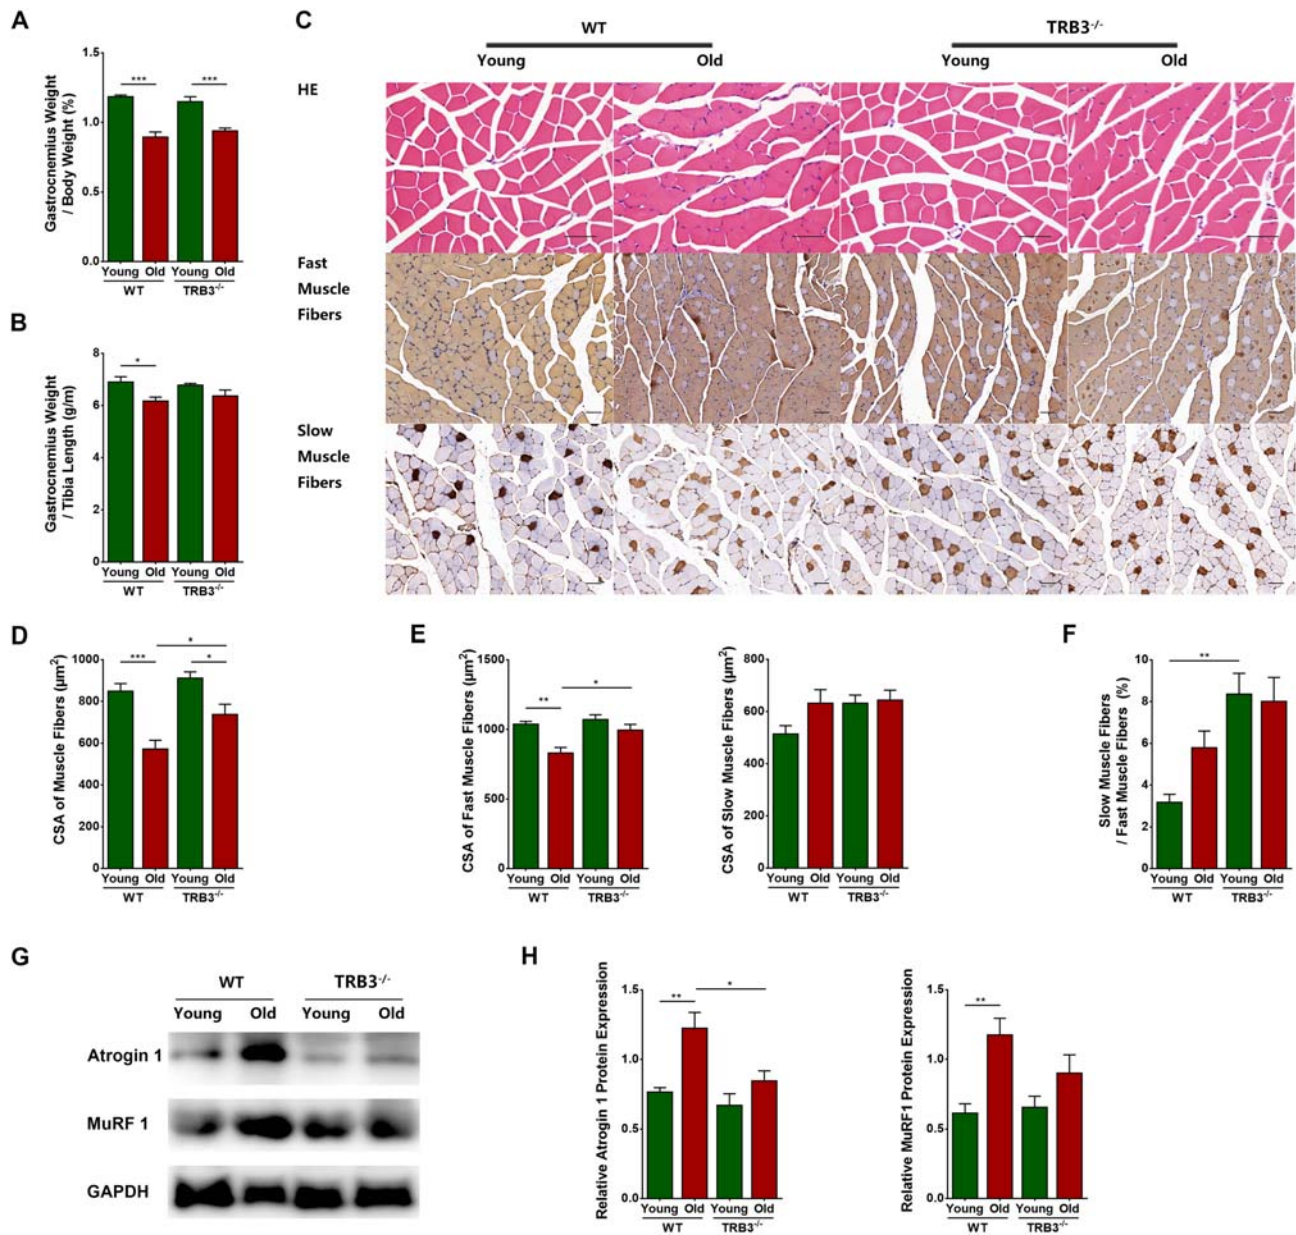 A
Gastrocnemius Weight
/ Body Weight (%)
1.5
1.0
0.5
0.0
***
***
Young Old Young Old
WT TRB3-/-
B
Gastrocnemius Weight
/ Tibia Length (g/m)
8
6
4
2
0
*
Young Old Young Old
WT TRB3-/-
C
WT TRB3-/-
Young Old Young Old
HE
Fast
Muscle
Fibers
Slow
Muscle
Fibers
D
CSA of Muscle Fibers (μm²)
1000
800
600
400
200
0
***
*
*
Young Old Young Old
WT TRB3-/-
E
CSA of Fast Muscle Fibers (μm²)
1500
1000
500
0
**
*
Young Old Young Old
WT TRB3-/-
CSA of Slow Muscle Fibers (μm²)
800
600
400
200
0
Young Old Young Old
WT TRB3-/-
F
Slow Muscle Fibers
/ Fast Muscle Fibers (%)
10
8
6
4
2
0
**
Young Old Young Old
WT TRB3-/-
G
WT TRB3-/-
Young Old Young Old
Atrogin 1
MuRF 1
GAPDH
H
Relative Atrogin 1 Protein Expression
1.5
1.0
0.5
0.0
**
*
Young Old Young Old
WT TRB3-/-
Relative MuRF1 Protein Expression
1.5
1.0
0.5
0.0
**
Young Old Young Old
WT TRB3-/-